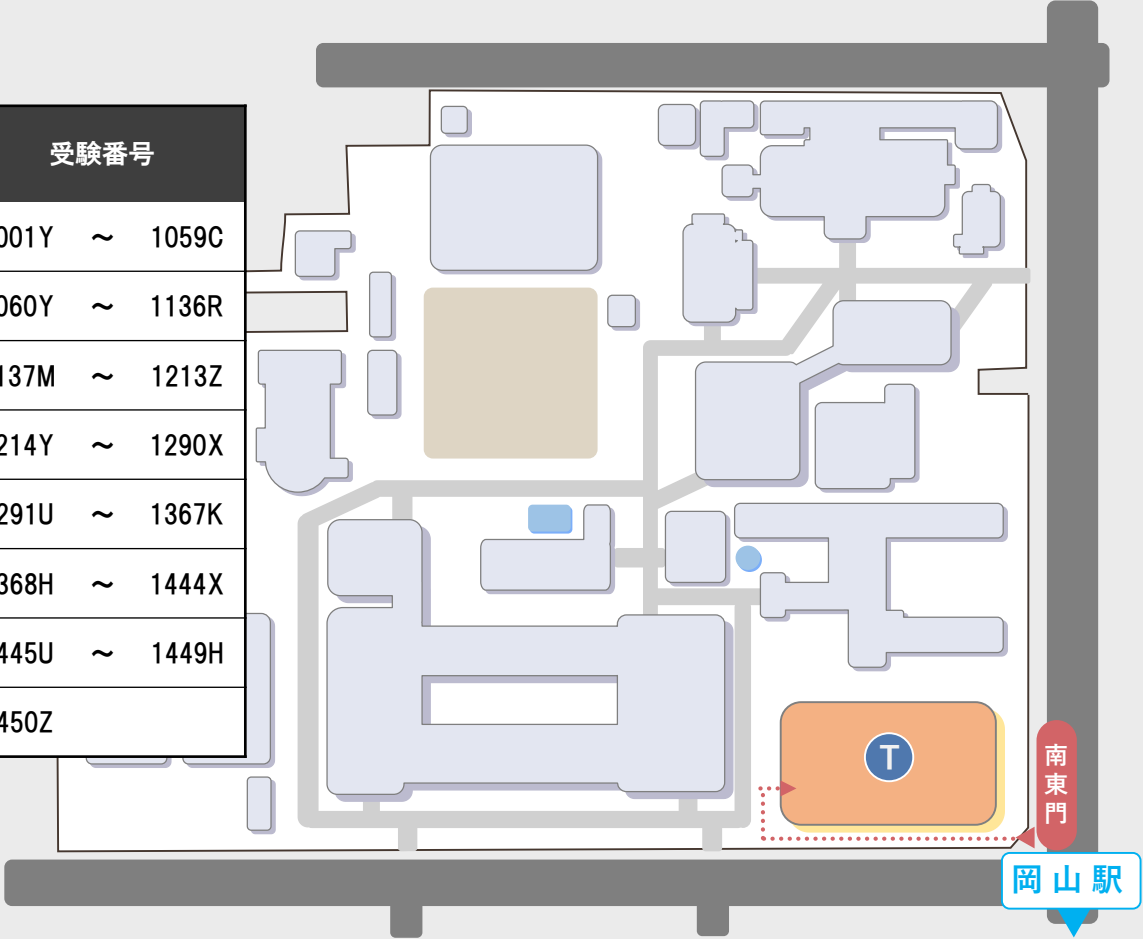 受験番号
001Y ～ 1059C
060Y ～ 1136R
137M ～ 1213Z
214Y ～ 1290X
291U ～ 1367K
368H ～ 1444X
445U ～ 1449H
450Z
T
南東門
岡山駅